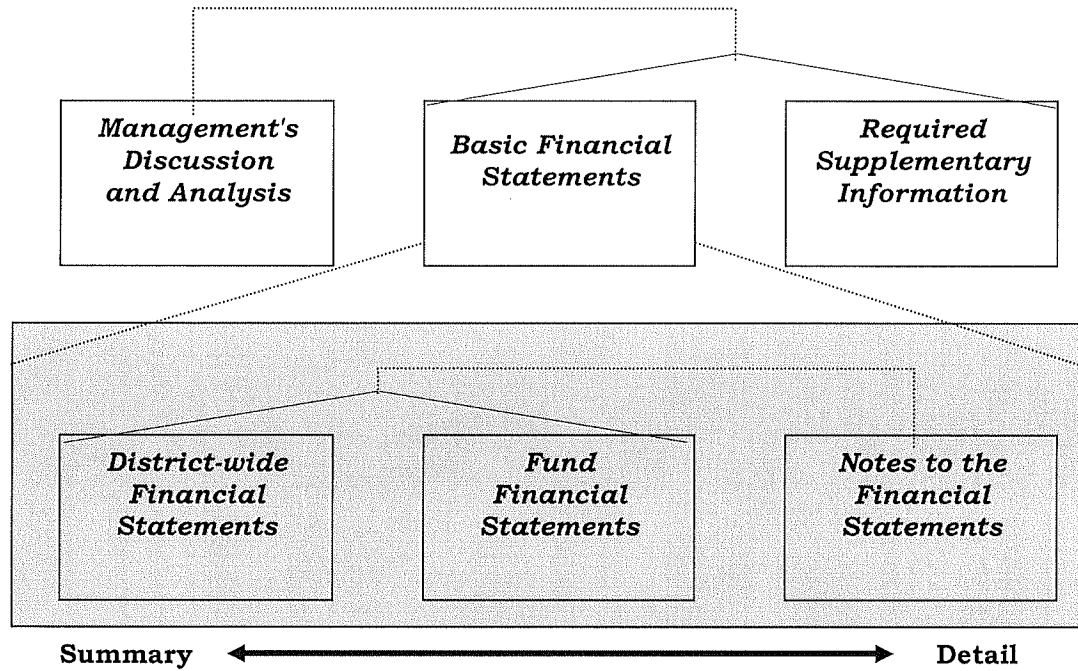 Management's
Discussion
and Analysis
Basic Financial
Statements
Required
Supplementary
Information
District-wide
Financial
Statements
Fund
Financial
Statements
Notes to the
Financial
Statements
Summary
Detail